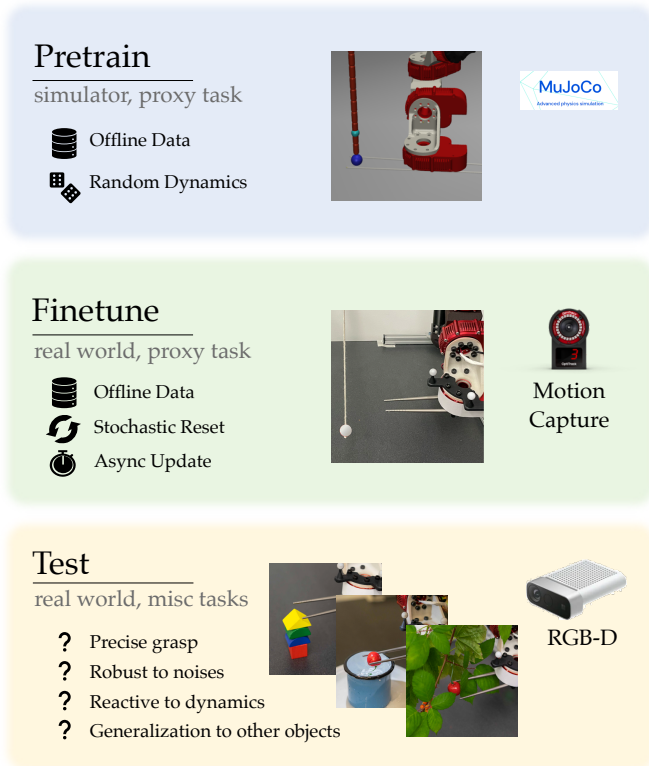 Pretrain
simulator, proxy task
Offline Data
Random Dynamics
MuJoCo
Advanced physics simulation
Finetune
real world, proxy task
Offline Data
Stochastic Reset
Async Update
3
Motion
Capture
Test
real world, misc tasks
? Precise grasp
? Robust to noises
? Reactive to dynamics
? Generalization to other objects
RGB-D